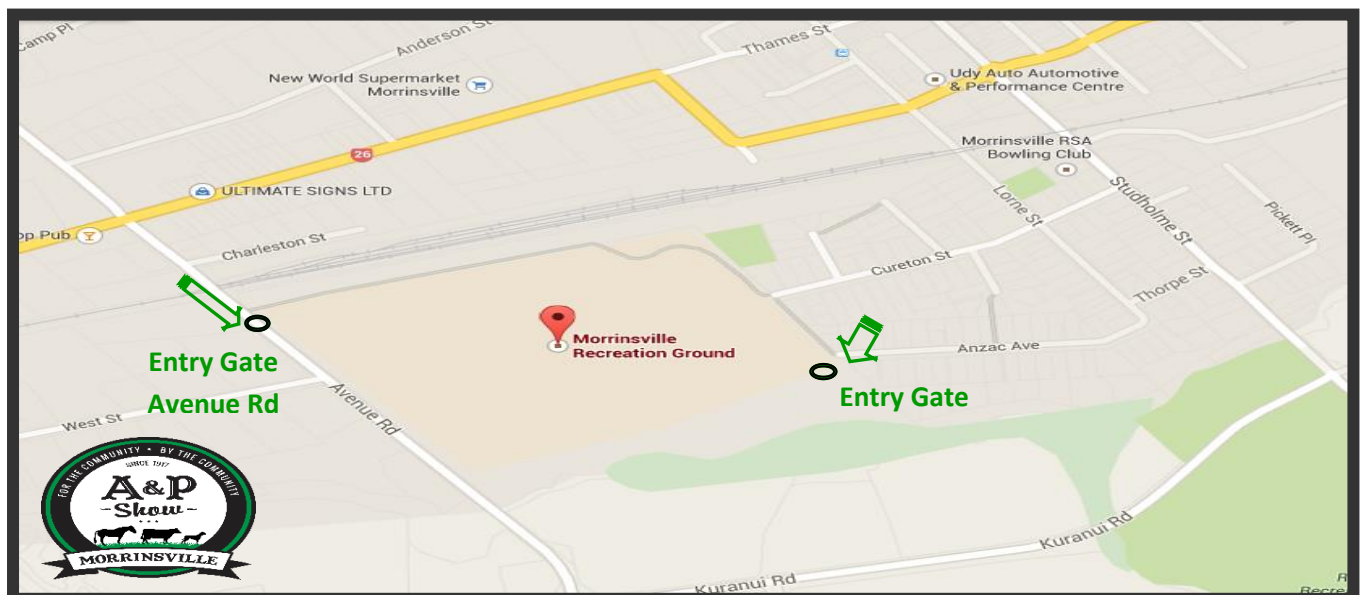 Camp Pl
Anderson St
Thames St
New World Supermarket
Morrinsville
Udy Auto Automotive
& Performance Centre
26
Morrinsville RSA
Bowling Club
ULTIMATE SIGNS LTD
Lorne St
Studholme St
Pickett Pl
op Pub
Charleston St
Cureton St
Thorpe St
Morrinsville
Recreation Ground
Anzac Ave
Entry Gate
Avenue Rd
Entry Gate
Avenue Rd
West St
FOR THE COMMUNITY • BY THE COMMUNITY
SINCE 1917
A&P
-Show-
MORRINSVILLE
Kuranui Rd
Kuranui Rd
R
Recre